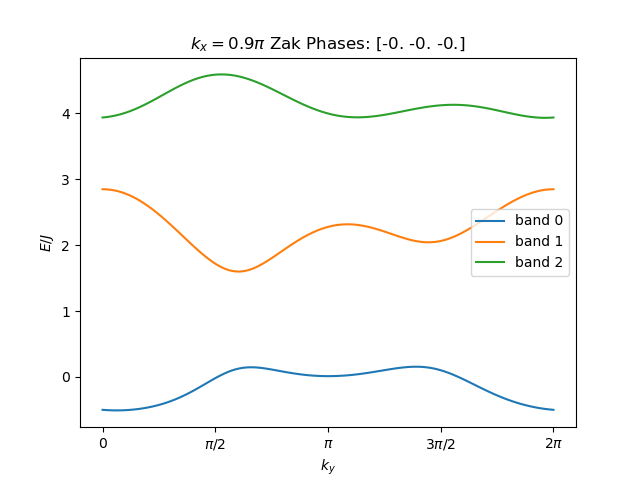 $k_x = 0.9\pi$ Zak Phases: [-0. -0. -0.]
E/J
4
3
2
1
0
band 0
band 1
band 2
0
π/2
π
3π/2
2π
$k_y$